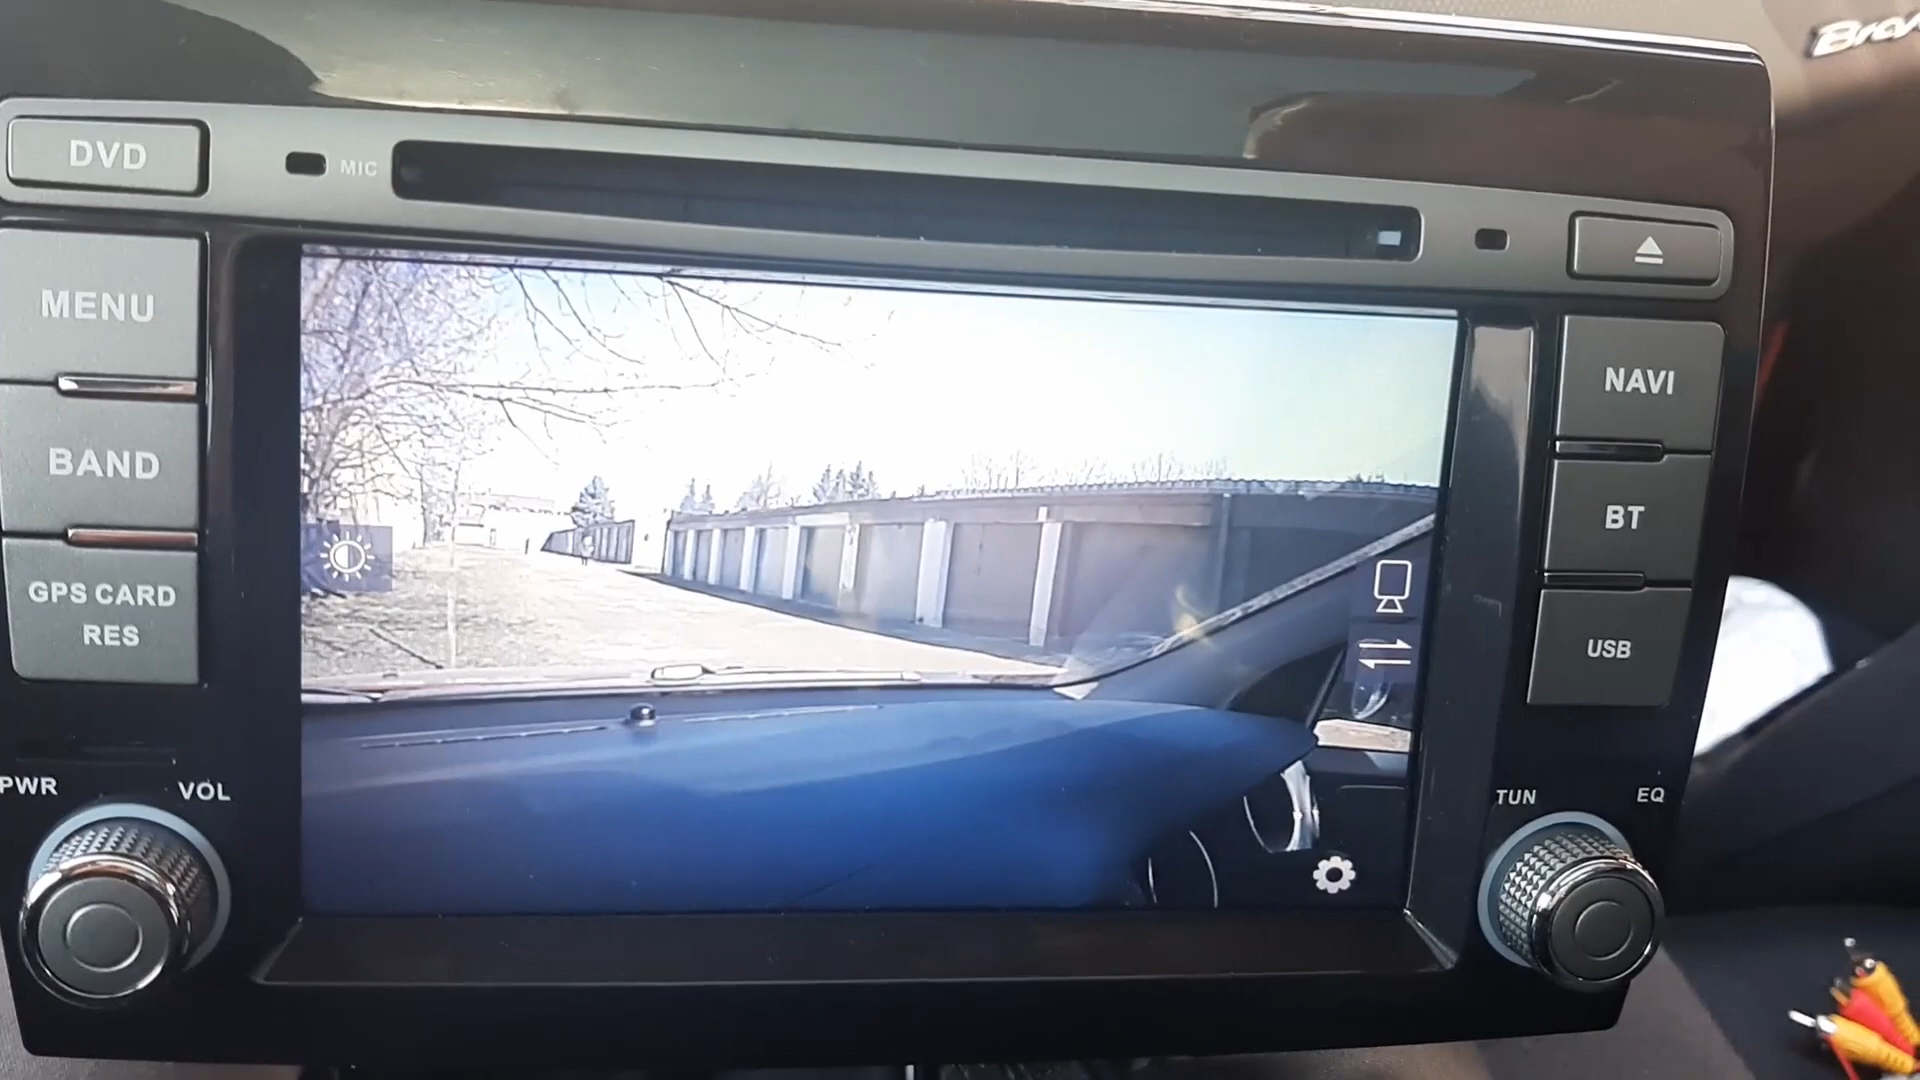 DVD
MIC
MENU
BAND
GPS CARD
RES
PWR
VOL
NAVI
BT
USB
TUN
EQ